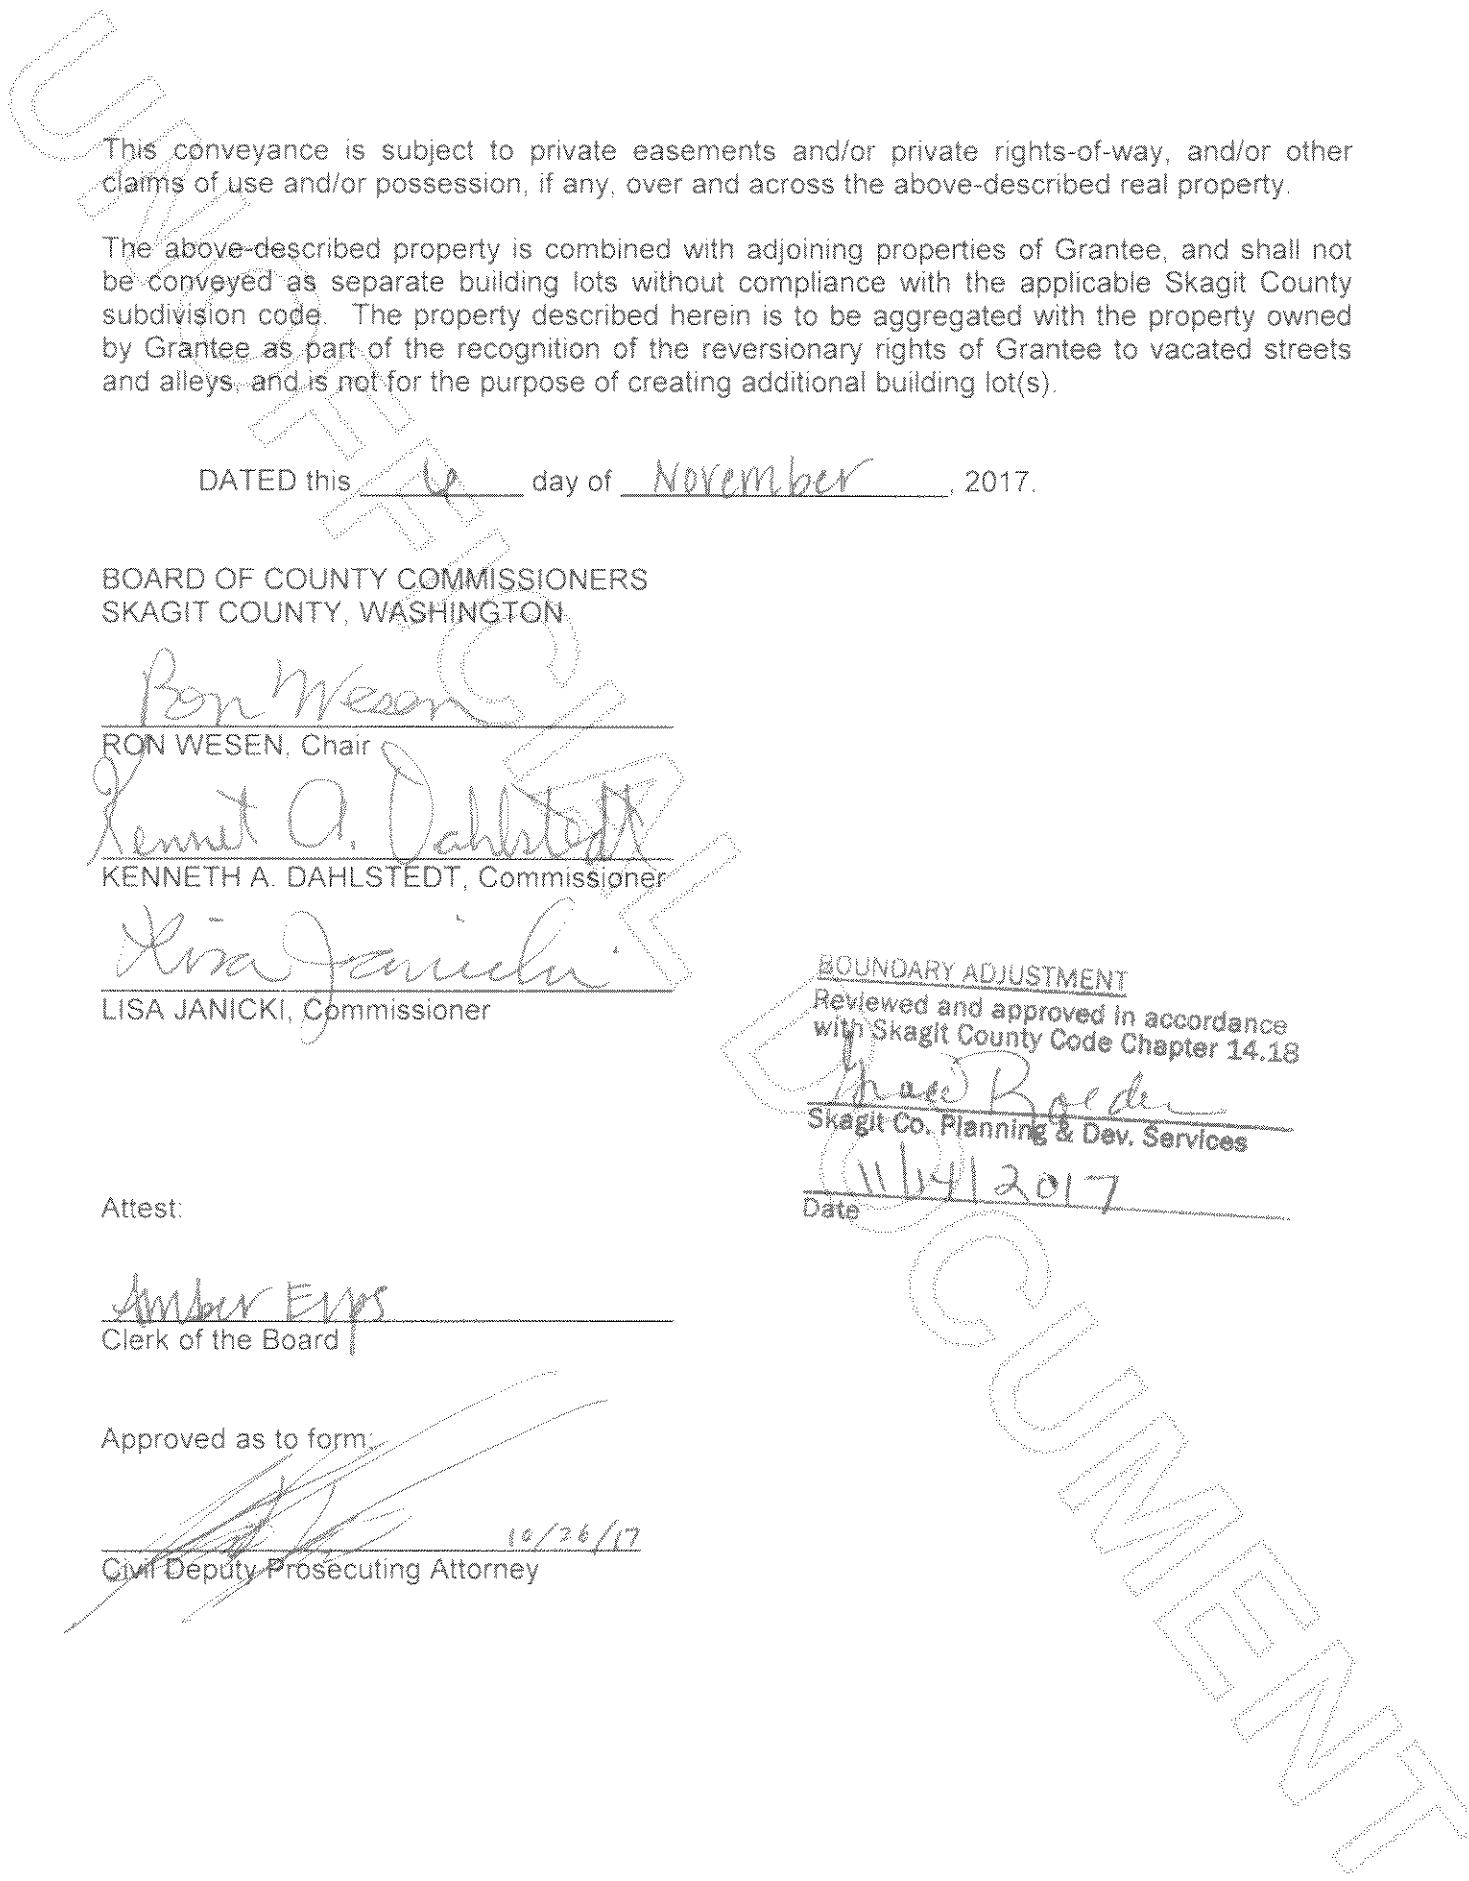 This conveyance is subject to private easements and/or private rights-of-way, and/or other
claims of use and/or possession, if any, over and across the above-described real property.
The above-described property is combined with adjoining properties of Grantee, and shall not
be conveyed as separate building lots without compliance with the applicable Skagit County
subdivision code. The property described herein is to be aggregated with the property owned
by Grantee as part of the recognition of the reversionary rights of Grantee to vacated streets
and alleys, and is not for the purpose of creating additional building lot(s).
DATED this 6 day of November, 2017.
BOARD OF COUNTY COMMISSIONERS
SKAGIT COUNTY, WASHINGTON
Ron Wesen
RON WESEN, Chair
Kennet A. Dahlstedt
KENNETH A. DAHLSTEDT, Commissioner
Lisa Janicki
LISA JANICKI, Commissioner
BOUNDARY ADJUSTMENT
Reviewed and approved in accordance
with Skagit County Code Chapter 14.18
Roeder
Skagit Co. Planning & Dev. Services
11/14/2017
Date
Attest:
Amber Epps
Clerk of the Board
Approved as to form:
10/26/17
Civil Deputy Prosecuting Attorney
UNOFFICIAL DOCUMENT